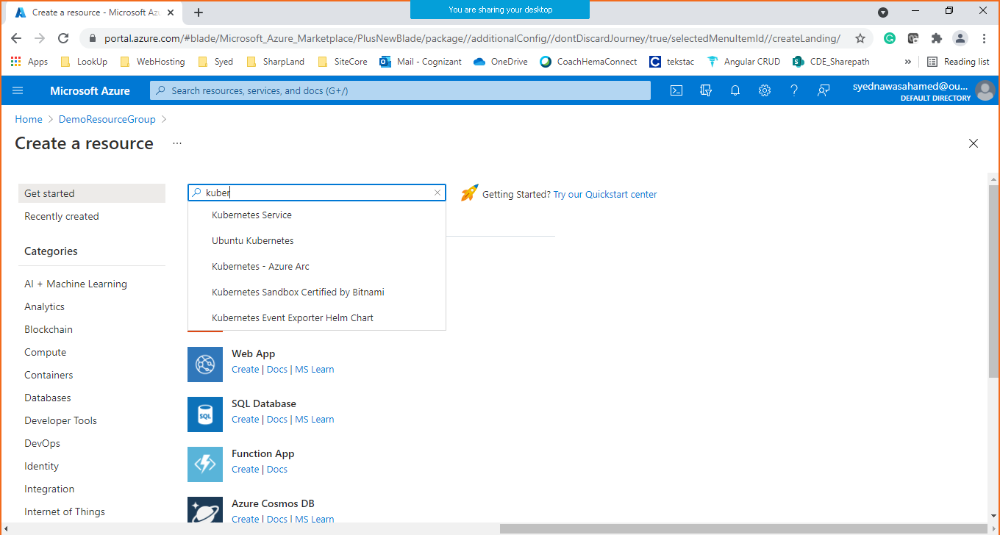 You are sharing your desktop
Create a resource - Microsoft Az
portal.azure.com/#blade/Microsoft_Azure_Marketplace/PlusNewBlade/package//additionalConfig//dontDiscardJourney/true/selectedMenuItemId//createLanding/
Apps LookUp WebHosting Syed SharpLand SiteCore Mail - Cognizant OneDrive CoachHemaConnect tekstac Angular CRUD CDE_Sharepath » Reading list
Microsoft Azure Search resources, services, and docs (G+/) syednawasahamed@ou...
DEFAULT DIRECTORY
Home > DemoResourceGroup >
Create a resource ...
Get started
Recently created
Categories
AI + Machine Learning
Analytics
Blockchain
Compute
Containers
Databases
Developer Tools
DevOps
Identity
Integration
Internet of Things
kuber
Kubernetes Service
Ubuntu Kubernetes
Kubernetes - Azure Arc
Kubernetes Sandbox Certified by Bitnami
Kubernetes Event Exporter Helm Chart
Getting Started? Try our Quickstart center
Web App
Create | Docs | MS Learn
SQL
SQL Database
Create | Docs | MS Learn
Function App
Create | Docs
Azure Cosmos DB
Create | Docs | MS Learn